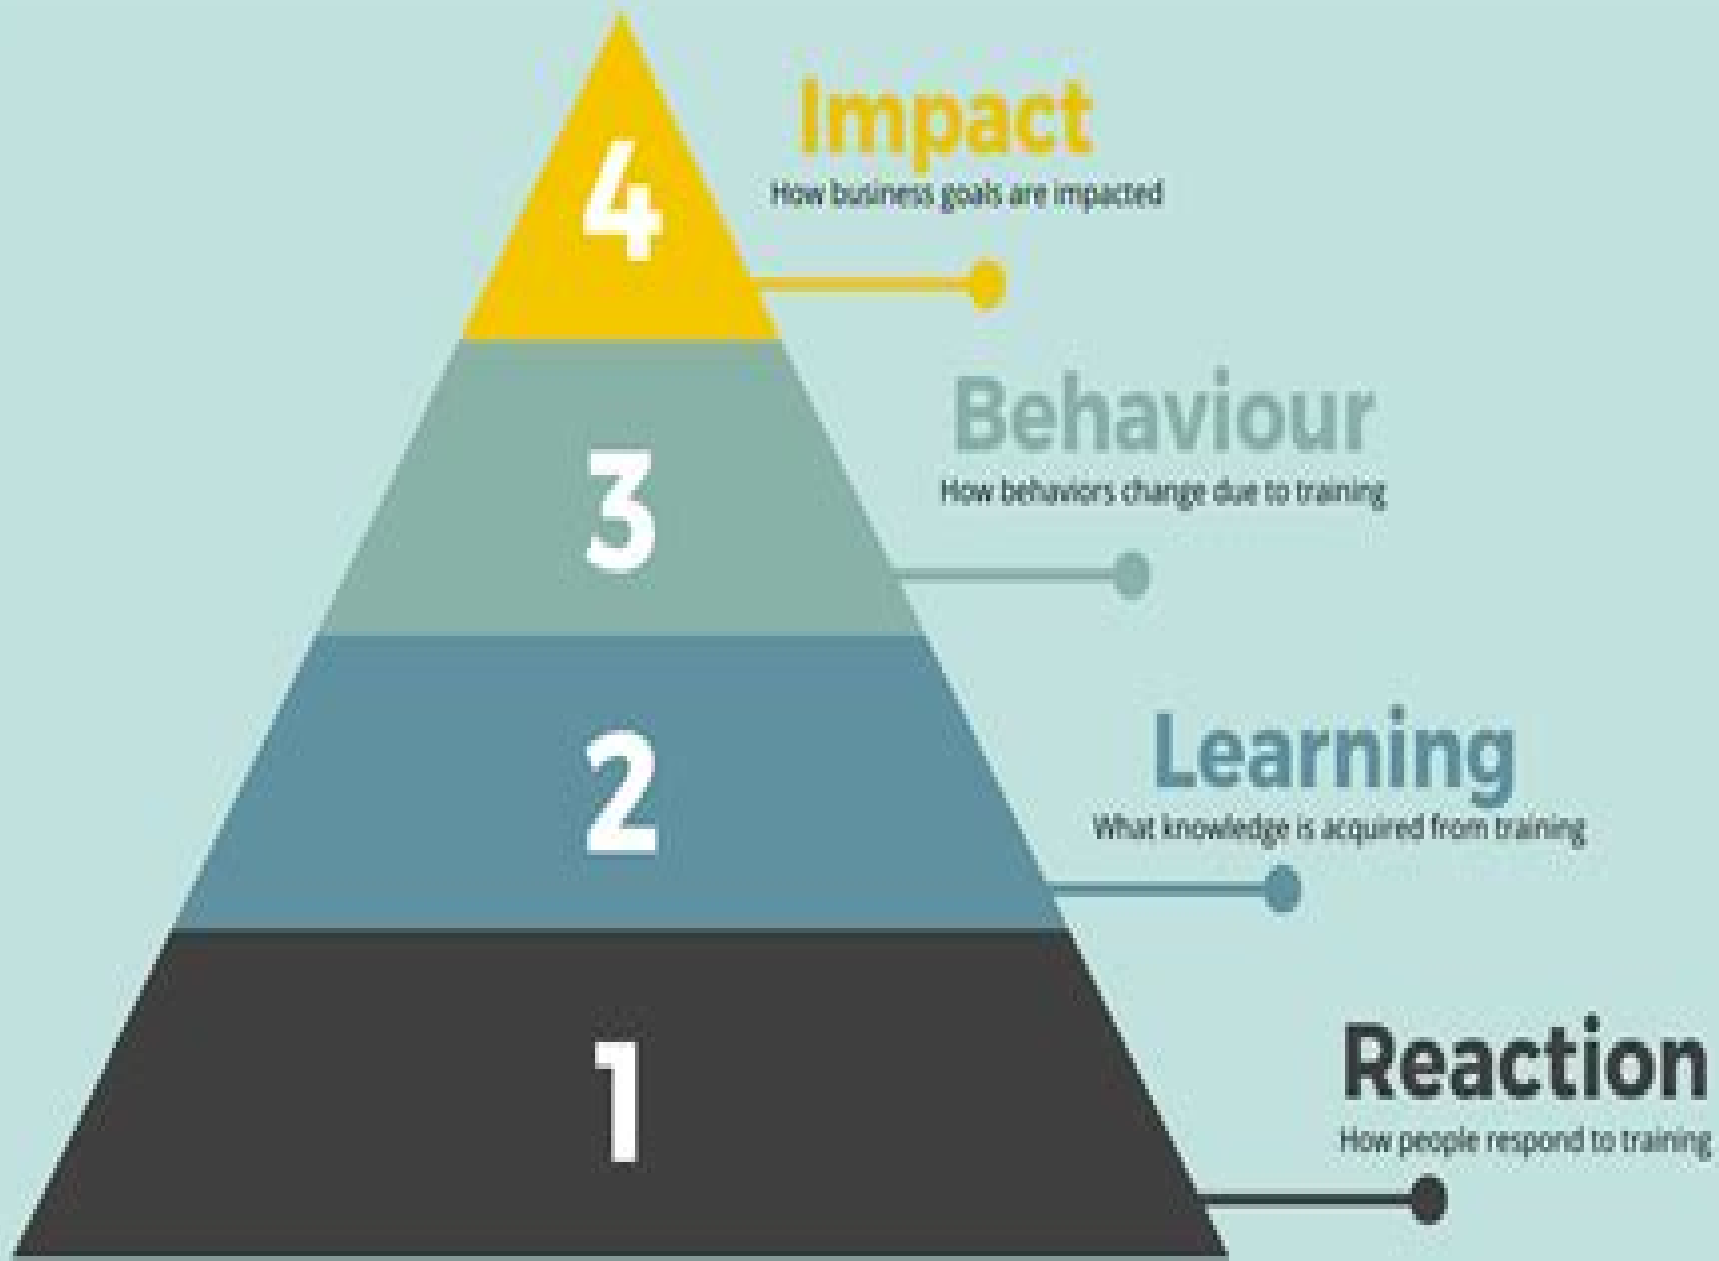 4
Impact
How business goals are impacted
3
Behaviour
How behaviors change due to training
2
Learning
What knowledge is acquired from training
1
Reaction
How people respond to training